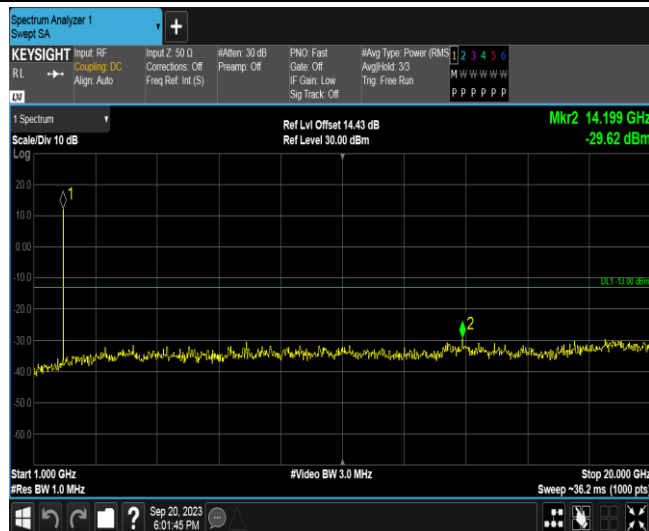 Spectrum Analyzer 1
Swept SA
+
KEYSIGHT
RL
LXI
Input: RF
Coupling: DC
Align: Auto
Input Z: 50 Ω
Corrections: Off
Freq Ref: Int (S)
#Atten: 30 dB
Preamp: Off
PNO: Fast
Gate: Off
IF Gain: Low
Sig Track: Off
#Avg Type: Power (RMS
Avg|Hold: 3/3
Trig: Free Run
1 2 3 4 5 6
M W W W W W
P P P P P P
1 Spectrum
Scale/Div 10 dB
Log
Ref Lvl Offset 14.43 dB
Ref Level 30.00 dBm
Mkr2 14.199 GHz
-29.62 dBm
20.0
10.0
0.00
-10.0
-20.0
-30.0
-40.0
-50.0
-60.0
1
2
DL1 -13.00 dBm
Start 1.000 GHz
#Res BW 1.0 MHz
#Video BW 3.0 MHz
Stop 20.000 GHz
Sweep ~36.2 ms (1000 pts)
?
Sep 20, 2023
6:01:45 PM